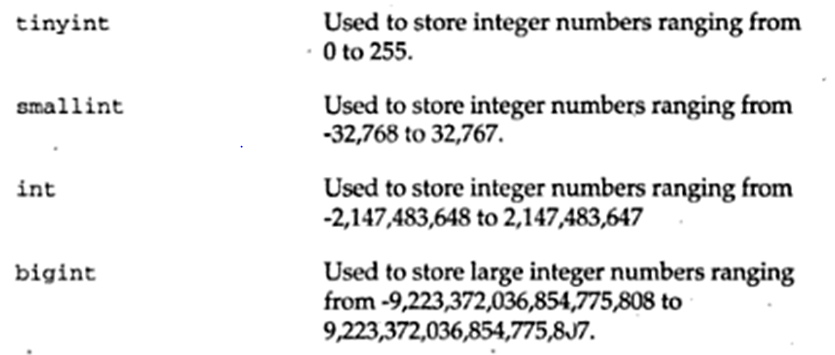 tinyint Used to store integer numbers ranging from
0 to 255.
smallint Used to store integer numbers ranging from
-32,768 to 32,767.
int Used to store integer numbers ranging from
-2,147,483,648 to 2,147,483,647
bigint Used to store large integer numbers ranging
from -9,223,372,036,854,775,808 to
9,223,372,036,854,775,8J7.